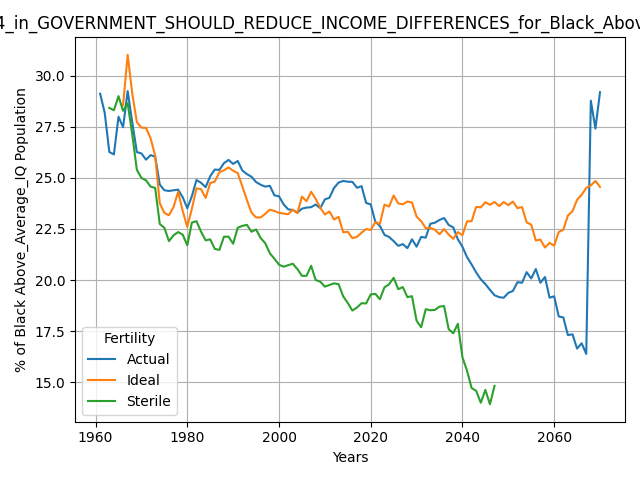 4_in_GOVERNMENT_SHOULD_REDUCE_INCOME_DIFFERENCES_for_Black_Abov
% of Black Above_Average_IQ Population
30.0
27.5
25.0
22.5
20.0
17.5
15.0
Fertility
Actual
Ideal
Sterile
1960
1980
2000
2020
2040
2060
Years